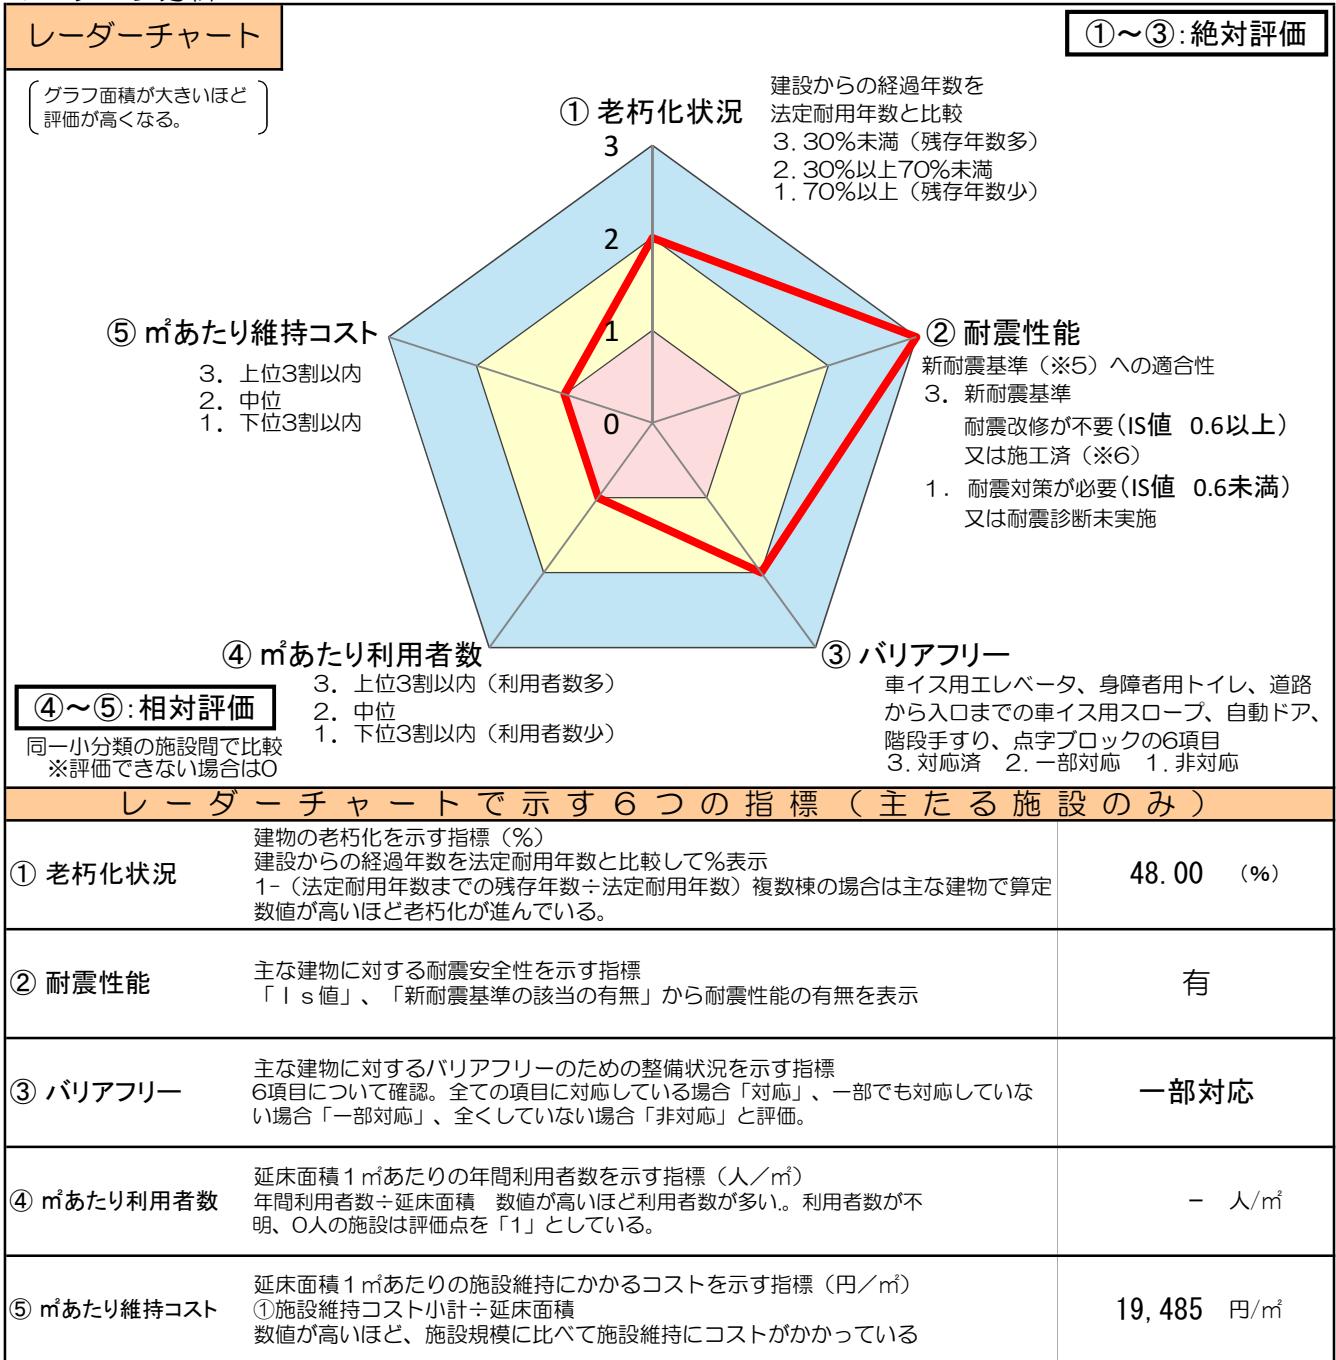 レーダーチャート
①～③:絶対評価
グラフ面積が大きいほど
評価が高くなる。
① 老朽化状況
建設からの経過年数を
法定耐用年数と比較
3．30%未満（残存年数多）
2．30%以上70%未満
1．70%以上（残存年数少）
3
2
1
0
② 耐震性能
新耐震基準（※5）への適合性
3． 新耐震基準
耐震改修が不要(IS値 0.6以上)
又は施工済（※6）
1． 耐震対策が必要(IS値 0.6未満)
又は耐震診断未実施
⑤ ㎡あたり維持コスト
3．上位3割以内
2．中位
1．下位3割以内
④ ㎡あたり利用者数
3．上位3割以内（利用者数多）
2．中位
1．下位3割以内（利用者数少）
③ バリアフリー
車イス用エレベータ、身障者用トイレ、道路
から入口までの車イス用スロープ、自動ドア、
階段手すり、点字ブロックの6項目
3．対応済 2．一部対応 1．非対応
④～⑤:相対評価
同一小分類の施設間で比較
※評価できない場合は0
レーダーチャートで示す６つの指標（主たる施設のみ）
① 老朽化状況
建物の老朽化を示す指標（%）
建設からの経過年数を法定耐用年数と比較して%表示
1-（法定耐用年数までの残存年数÷法定耐用年数）複数棟の場合は主な建物で算定
数値が高いほど老朽化が進んでいる。
48.00 （%）
② 耐震性能
主な建物に対する耐震安全性を示す指標
「Ｉｓ値」、「新耐震基準の該当の有無」から耐震性能の有無を表示
有
③ バリアフリー
主な建物に対するバリアフリーのための整備状況を示す指標
6項目について確認。全ての項目に対応している場合「対応」、一部でも対応していな
い場合「一部対応」、全くしていない場合「非対応」と評価。
一部対応
④ ㎡あたり利用者数
延床面積１㎡あたりの年間利用者数を示す指標（人／㎡）
年間利用者数÷延床面積 数値が高いほど利用者数が多い。利用者数が不
明、0人の施設は評価点を「1」としている。
－ 人/㎡
⑤ ㎡あたり維持コスト
延床面積１㎡あたりの施設維持にかかるコストを示す指標（円／㎡）
①施設維持コスト小計÷延床面積
数値が高いほど、施設規模に比べて施設維持にコストがかかっている
19,485 円/㎡